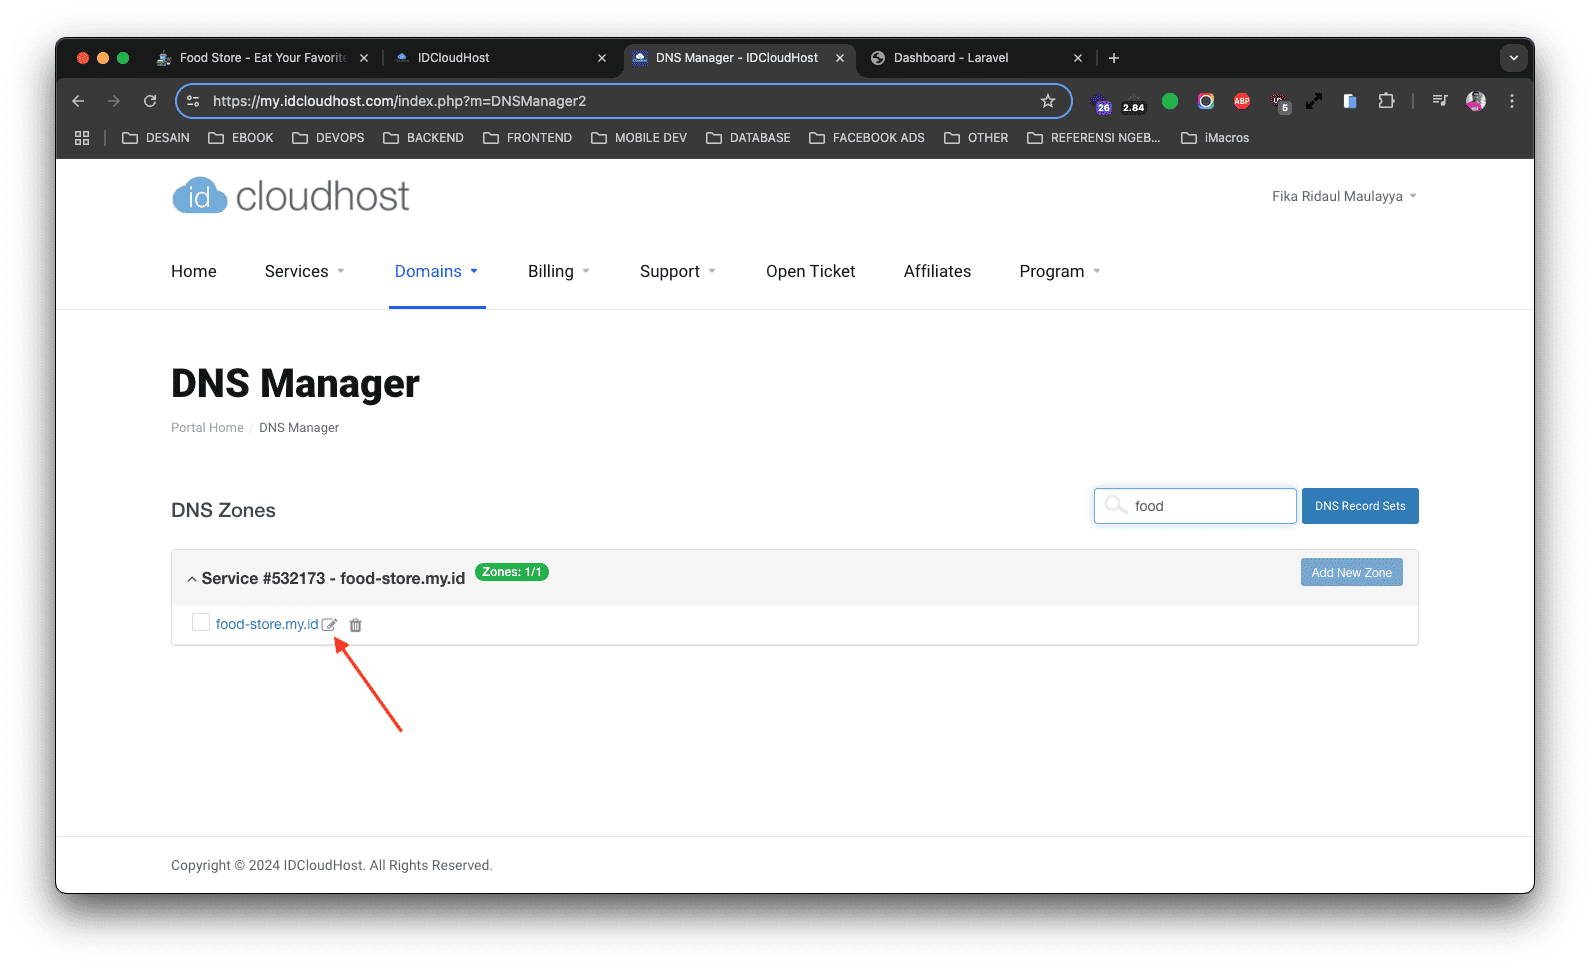 Food Store - Eat Your Favorite
IDCloudHost
DNS Manager - IDCloudHost
Dashboard - Laravel
https://my.idcloudhost.com/index.php?m=DNSManager2
26
2.84
ABP
5
DESAIN
EBOOK
DEVOPS
BACKEND
FRONTEND
MOBILE DEV
DATABASE
FACEBOOK ADS
OTHER
REFERENSI NGEB...
iMacros
id cloudhost
Fika Ridaul Maulayya
Home
Services
Domains
Billing
Support
Open Ticket
Affiliates
Program
DNS Manager
Portal Home / DNS Manager
DNS Zones
food
DNS Record Sets
Service #532173 - food-store.my.id
Zones: 1/1
Add New Zone
food-store.my.id
Copyright © 2024 IDCloudHost. All Rights Reserved.